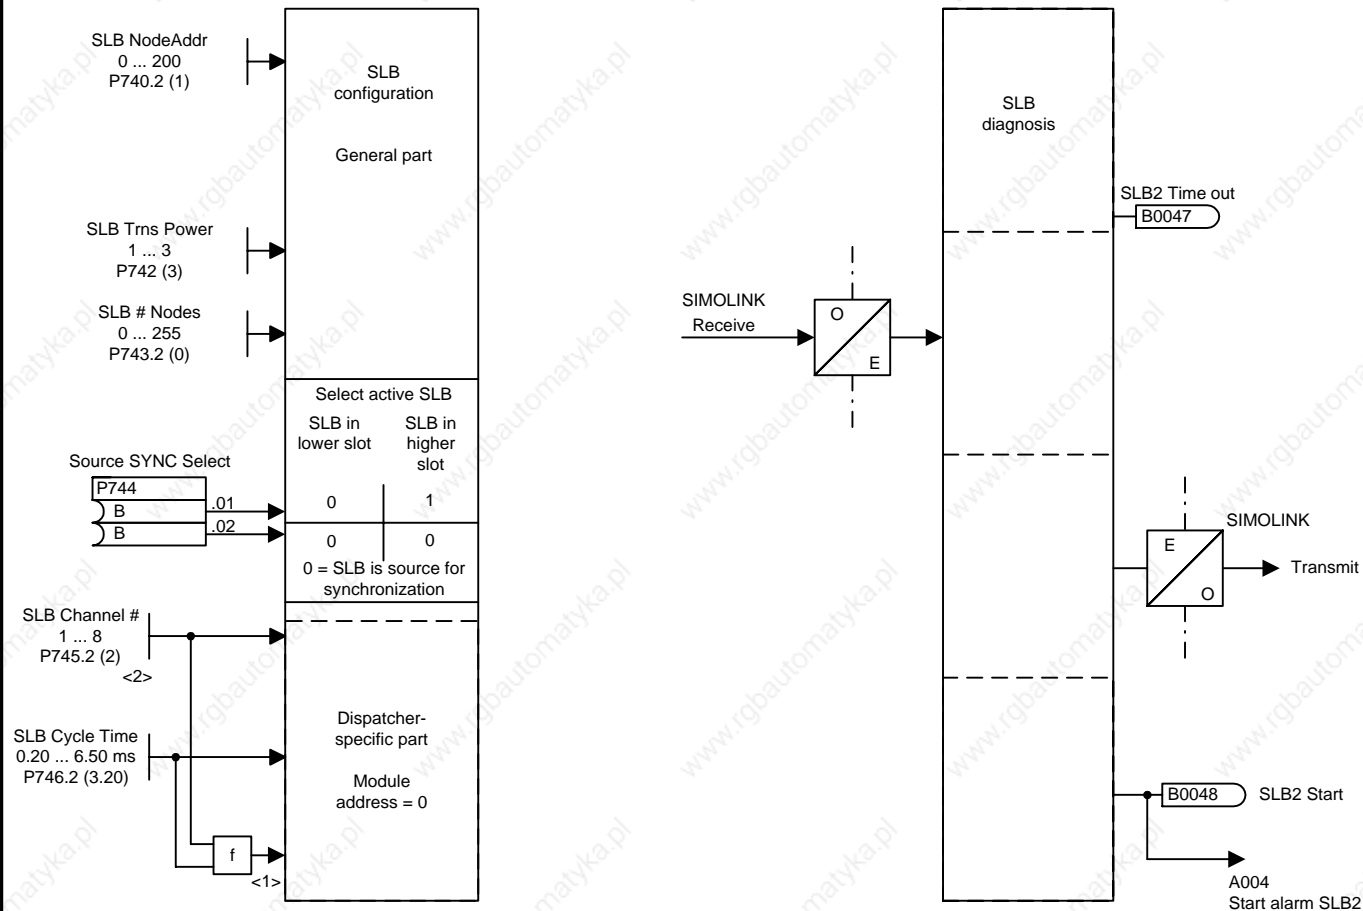 SLB NodeAddr
0 ... 200
P740.2 (1)
SLB
configuration
General part
SLB Trns Power
1 ... 3
P742 (3)
SLB # Nodes
0 ... 255
P743.2 (0)
Select active SLB
SLB in
lower slot
SLB in
higher
slot
Source SYNC Select
P744
B
.01
0
1
B
.02
0
0
0 = SLB is source for
synchronization
SLB Channel #
1 ... 8
P745.2 (2)
<2>
SLB Cycle Time
0.20 ... 6.50 ms
P746.2 (3.20)
Dispatcher-
specific part
Module
address = 0
f
<1>
SLB
diagnosis
SLB2 Time out
B0047
SIMOLINK
Receive
O
E
SIMOLINK
E
O
Transmit
B0048
SLB2 Start
A004
Start alarm SLB2
www.rgbautomatyka.pl